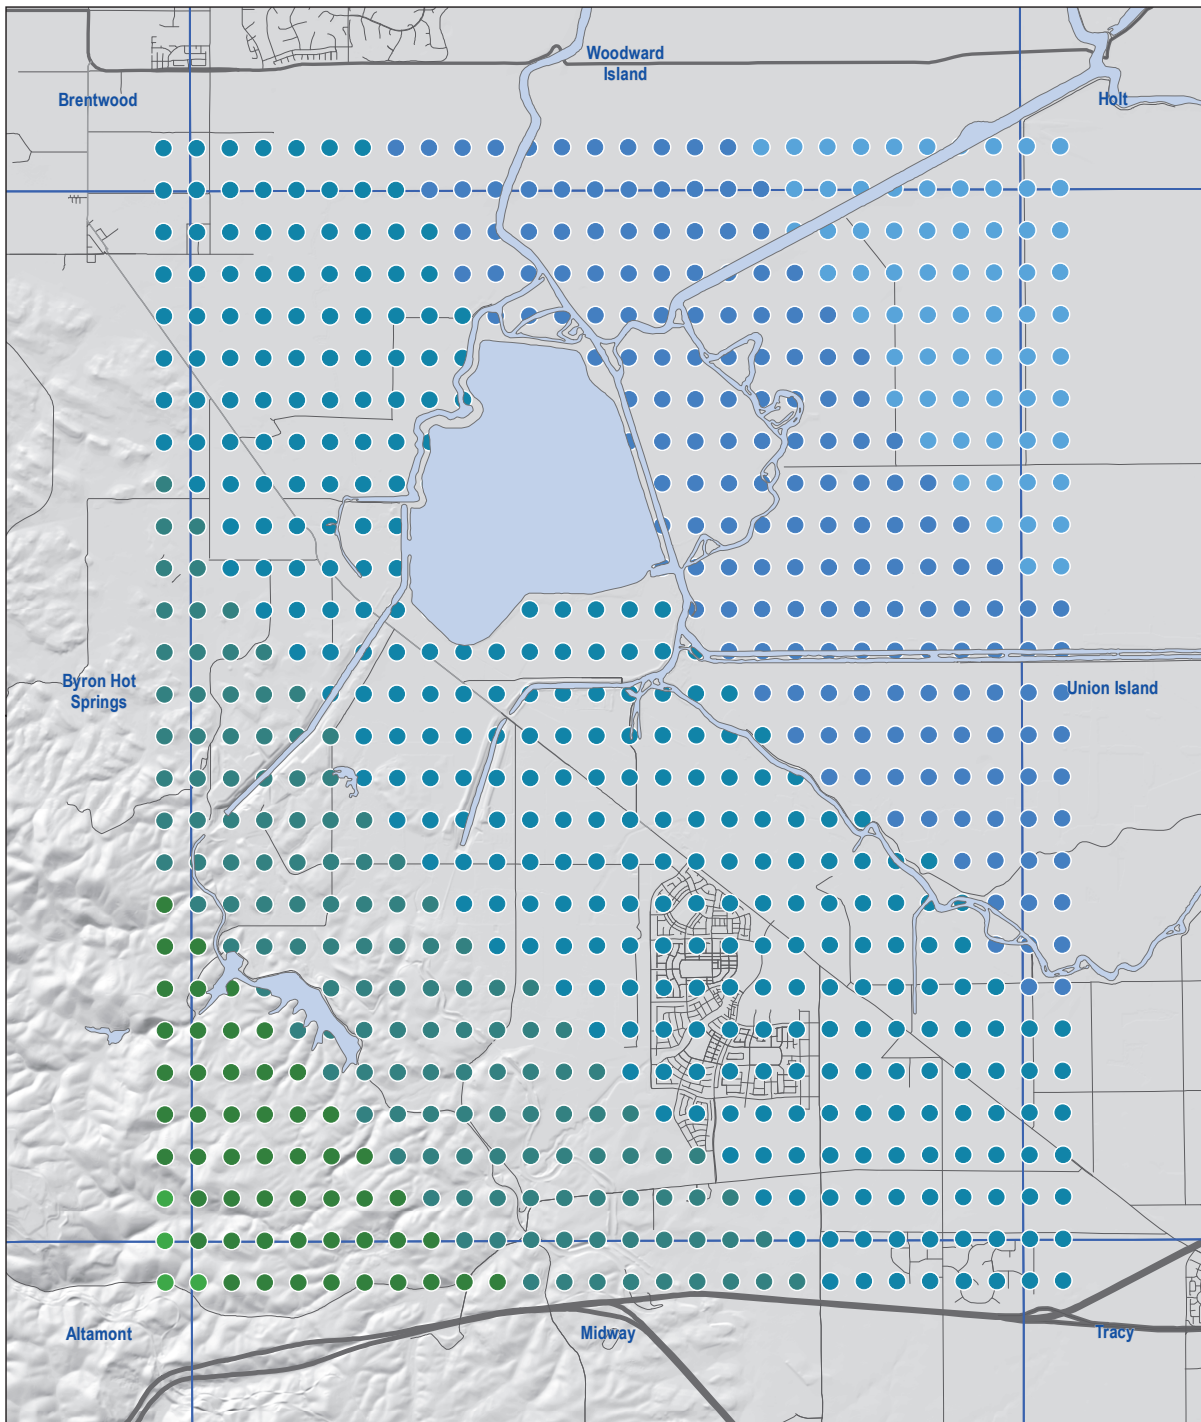 Woodward
Island
Brentwood
Holt
Byron Hot
Springs
Union Island
Altamont
Midway
Tracy